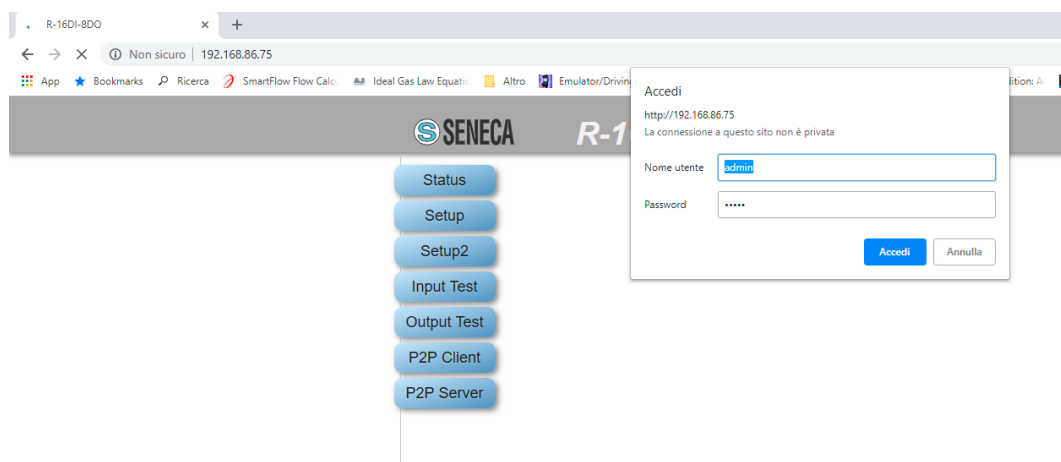 R-16DI-8DO
Non sicuro | 192.168.86.75
App Bookmarks Ricerca SmartFlow Flow Calc Ideal Gas Law Equati Altro Emulator/Drivin dition: A
SENECA R-1
Accedi
http://192.168.86.75
La connessione a questo sito non è privata
Nome utente admin
Password •••••
Accedi Annulla
Status
Setup
Setup2
Input Test
Output Test
P2P Client
P2P Server